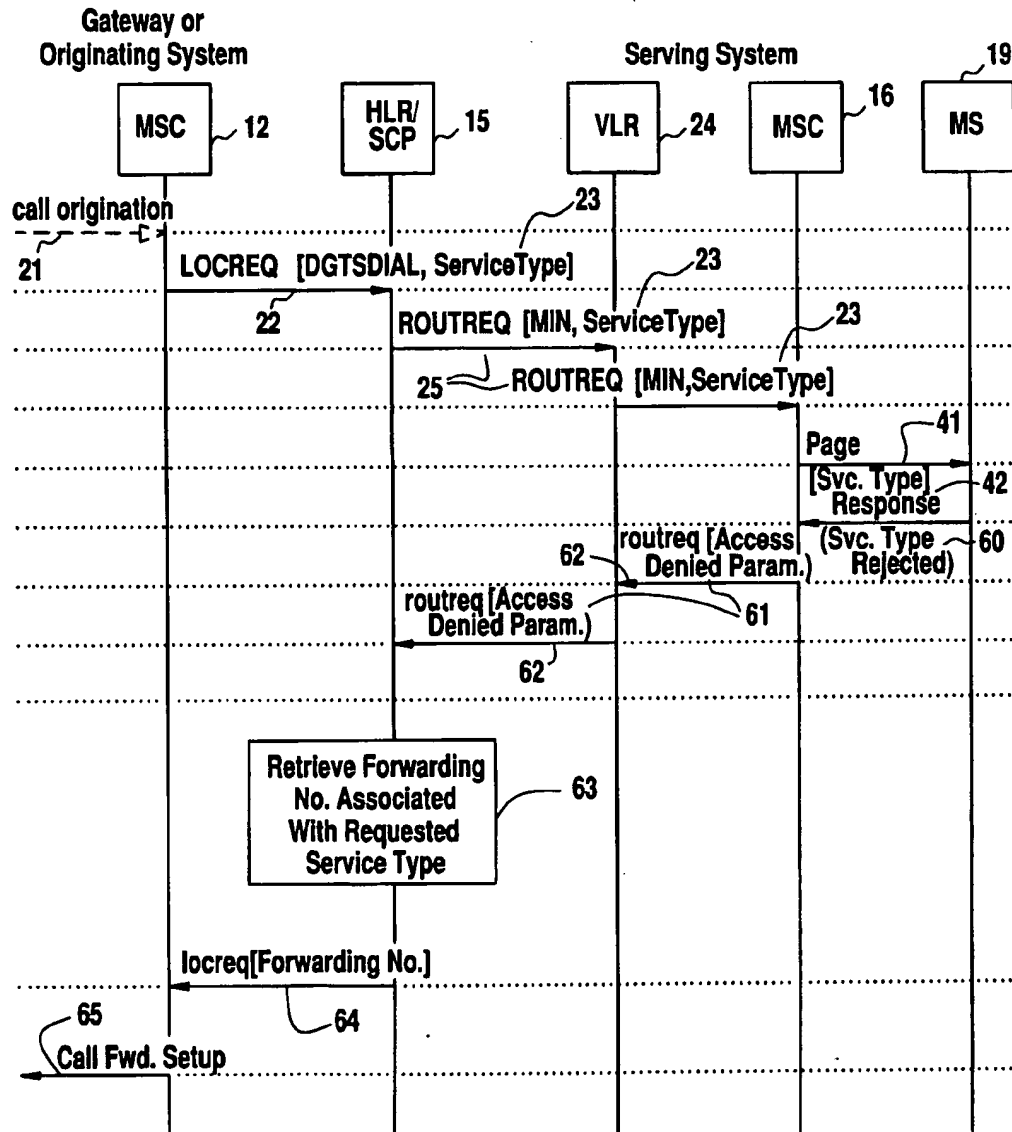 Gateway or
Originating System
Serving System
19
MSC
12
HLR/
SCP
15
VLR
24
MSC
16
MS
call origination
21
23
LOCREQ [DGTSDIAL, ServiceType]
22
23
ROUTREQ [MIN, ServiceType]
23
25
ROUTREQ [MIN,ServiceType]
Page
41
[Svc. Type]
Response
42
(Svc. Type
Rejected)
60
routreq [Access
Denied Param.)
62
61
routreq [Access
Denied Param.)
62
Retrieve Forwarding
No. Associated
With Requested
Service Type
63
locreq[Forwarding No.]
64
65
Call Fwd. Setup